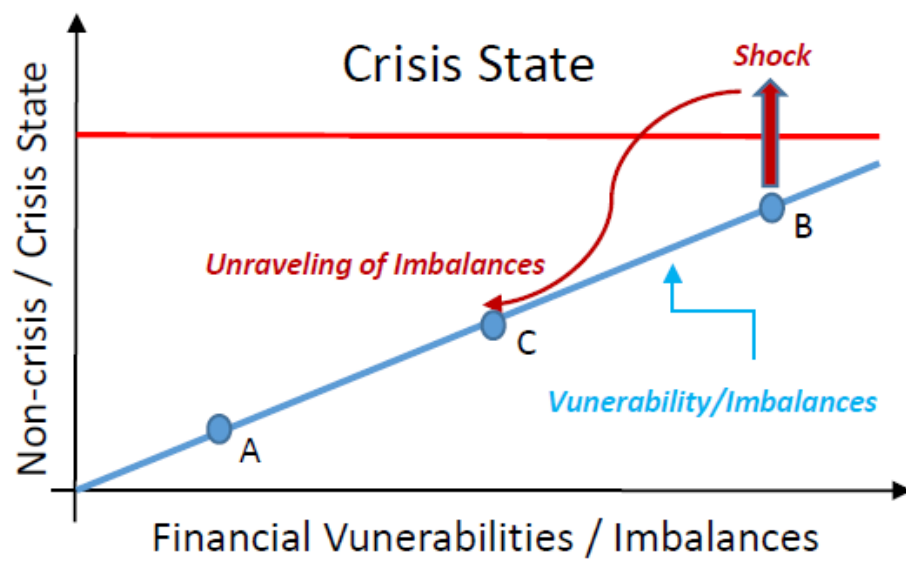 Crisis State
Shock
Non-crisis / Crisis State
B
Unraveling of Imbalances
C
Vunerability/Imbalances
A
Financial Vunerabilities / Imbalances